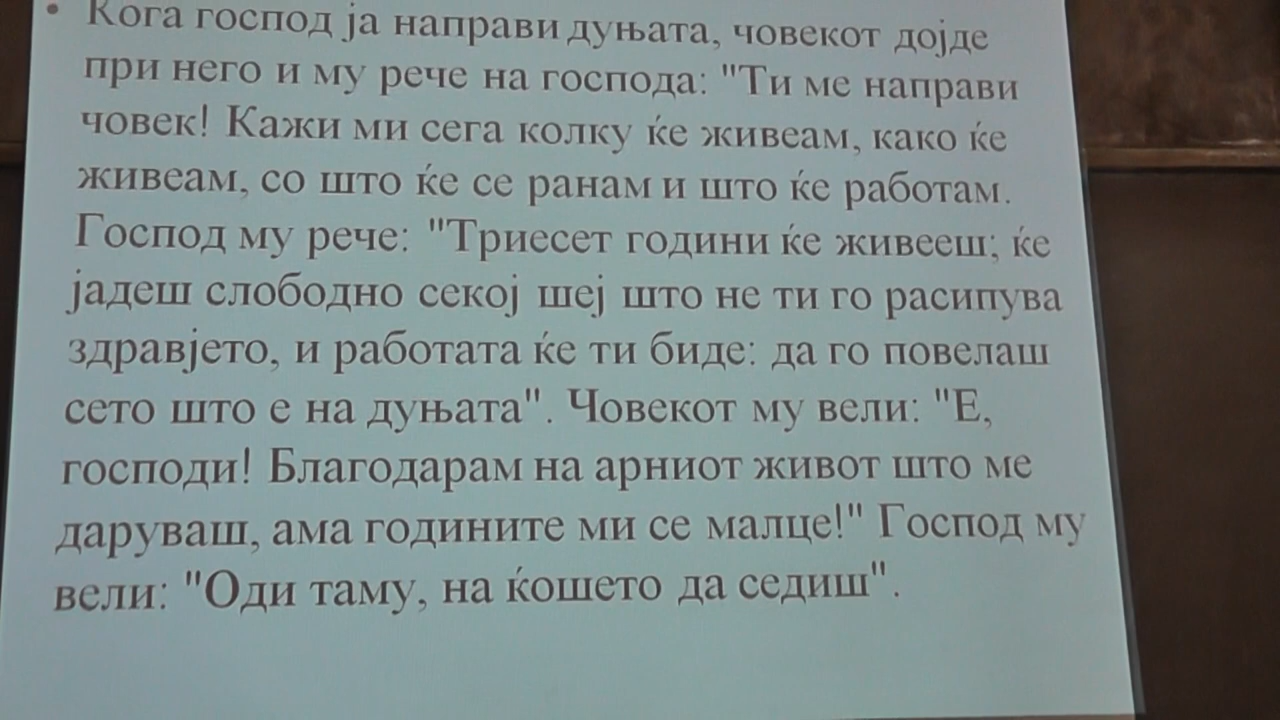 • Кога господ ја направи дуњата, човекот дојде
при него и му рече на господа: "Ти ме направи
човек! Кажи ми сега колку ќе живеам, како ќе
живеам, со што ќе се ранам и што ќе работам.
Господ му рече: "Триесет години ќе живееш; ќе
јадеш слободно секој шеј што не ти го расипува
здравјето, и работата ќе ти биде: да го повелаш
сето што е на дуњата". Човекот му вели: "Е,
господи! Благодарам на арниот живот што ме
даруваш, ама годините ми се малце!" Господ му
вели: "Оди таму, на ќошето да седиш".